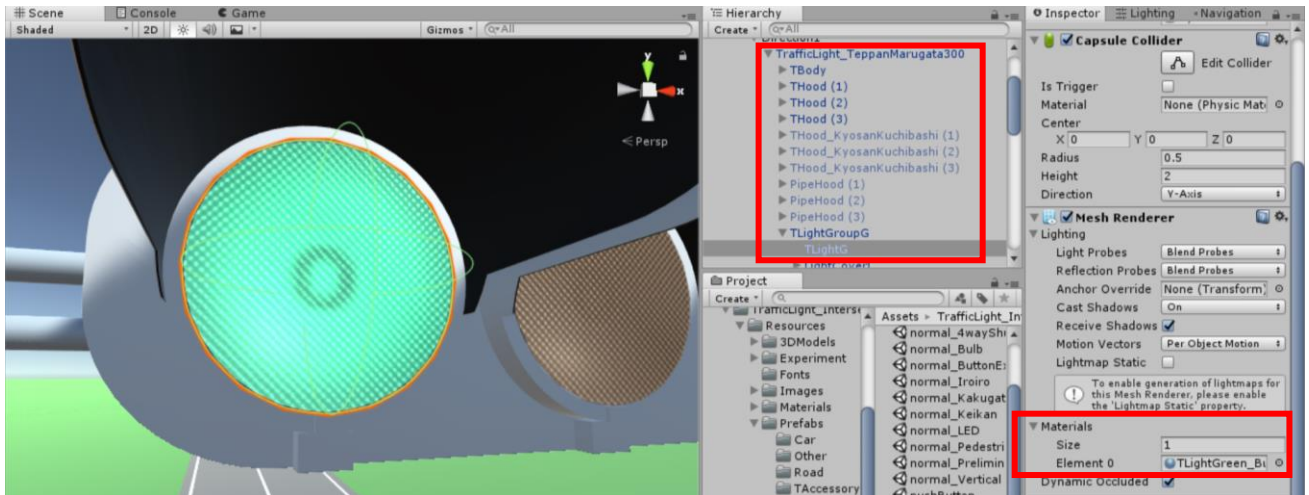 Scene Console Game
Shaded 2D Gizmos All
y
x
Persp
Hierarchy
Create All
TrafficLight_TeppanMarugata300
TBody
THood (1)
THood (2)
THood (3)
THood_KyosanKuchibashi (1)
THood_KyosanKuchibashi (2)
THood_KyosanKuchibashi (3)
PipeHood (1)
PipeHood (2)
PipeHood (3)
TLightGroupG
TLightG
Project
Create
Resources
3DModels
Experiment
Fonts
Images
Materials
Prefabs
Car
Other
Road
TAccessory
Assets TrafficLight_In
normal_4waySh
normal_Bulb
normal_ButtonE
normal_Iroiro
normal_Kakugat
normal_Keikan
normal_LED
normal_Pedestri
normal_Prelimin
normal_Vertical
Inspector Lighting Navigation
Capsule Collider
Edit Collider
Is Trigger
Material None (Physic Mat
Center
X 0 Y 0 Z 0
Radius 0.5
Height 2
Direction Y-Axis
Mesh Renderer
Lighting
Light Probes Blend Probes
Reflection Probes Blend Probes
Anchor Override None (Transform)
Cast Shadows On
Receive Shadows
Motion Vectors Per Object Motion
Lightmap Static
To enable generation of lightmaps for
this Mesh Renderer, please enable
the 'Lightmap Static' property.
Materials
Size 1
Element 0 TLightGreen_Bu
Dynamic Occluded